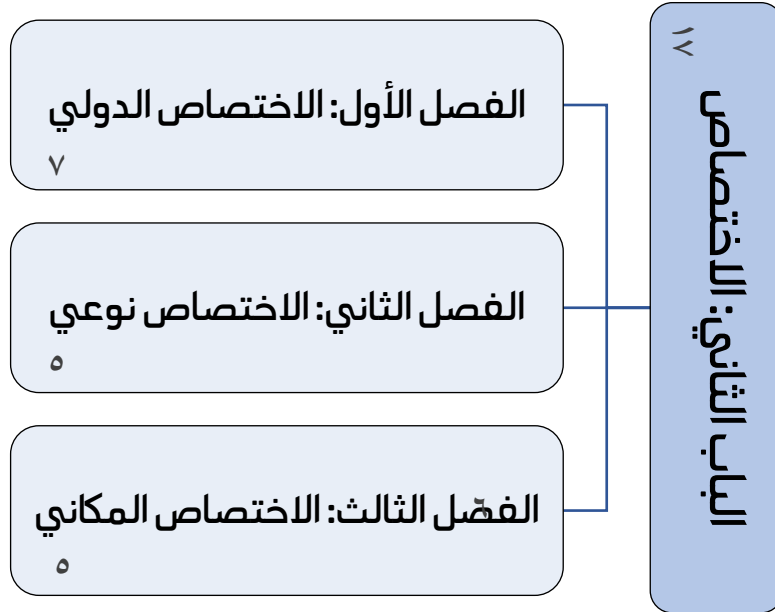 الباب الثاني: الاختصاص
١٧
الفصل الأول: الاختصاص الدولي
٧
الفصل الثاني: الاختصاص نوعي
٥
الفصل الثالث: الاختصاص المكاني
٥